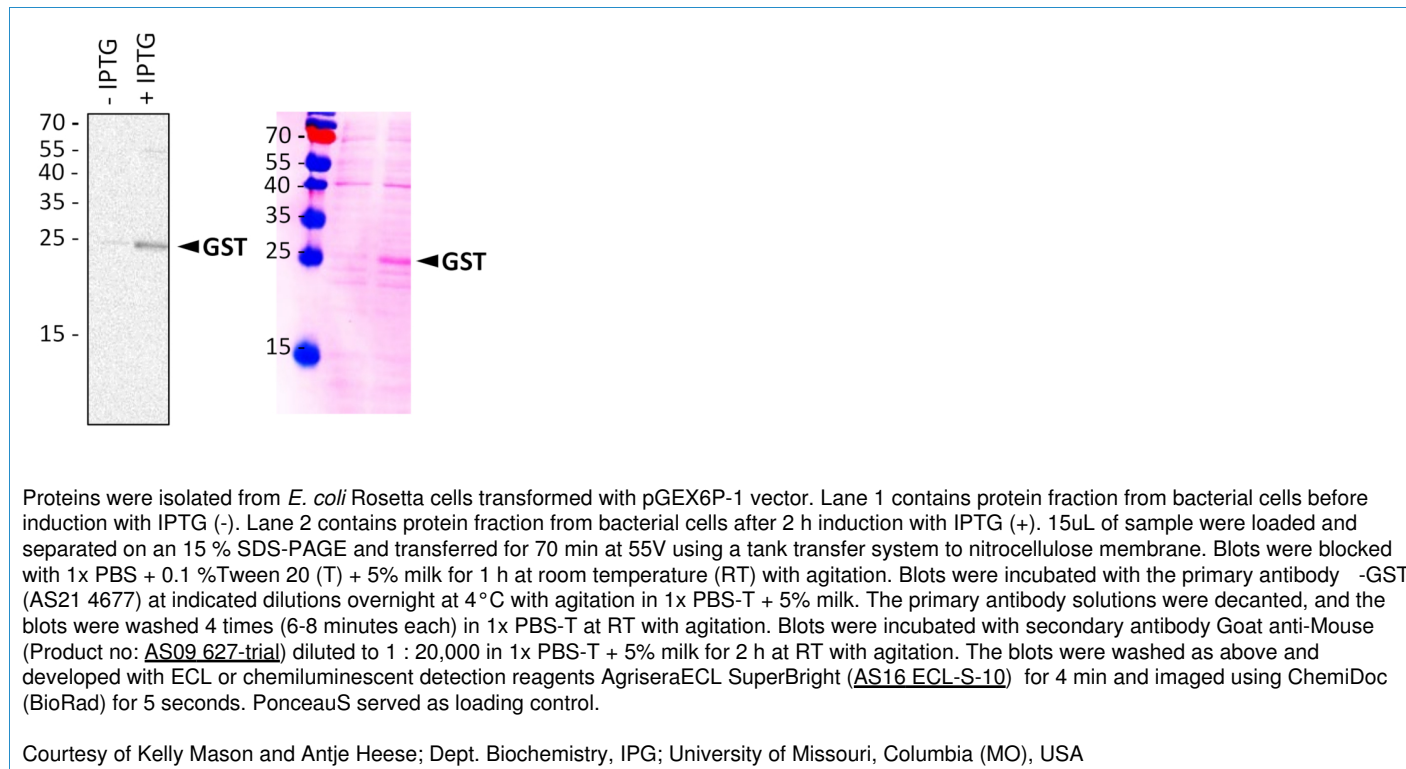 - IPTG
+ IPTG
70 -
55 -
40 -
35 -
25 -
15 -
GST
70 -
55 -
40 -
35 -
25 -
15 -
GST
Proteins were isolated from E. coli Rosetta cells transformed with pGEX6P-1 vector. Lane 1 contains protein fraction from bacterial cells before
induction with IPTG (-). Lane 2 contains protein fraction from bacterial cells after 2 h induction with IPTG (+). 15uL of sample were loaded and
separated on an 15 % SDS-PAGE and transferred for 70 min at 55V using a tank transfer system to nitrocellulose membrane. Blots were blocked
with 1x PBS + 0.1 %Tween 20 (T) + 5% milk for 1 h at room temperature (RT) with agitation. Blots were incubated with the primary antibody -GST
(AS21 4677) at indicated dilutions overnight at 4°C with agitation in 1x PBS-T + 5% milk. The primary antibody solutions were decanted, and the
blots were washed 4 times (6-8 minutes each) in 1x PBS-T at RT with agitation. Blots were incubated with secondary antibody Goat anti-Mouse
(Product no: AS09 627-trial) diluted to 1 : 20,000 in 1x PBS-T + 5% milk for 2 h at RT with agitation. The blots were washed as above and
developed with ECL or chemiluminescent detection reagents AgriseraECL SuperBright (AS16 ECL-S-10) for 4 min and imaged using ChemiDoc
(BioRad) for 5 seconds. PonceauS served as loading control.
Courtesy of Kelly Mason and Antje Heese; Dept. Biochemistry, IPG; University of Missouri, Columbia (MO), USA